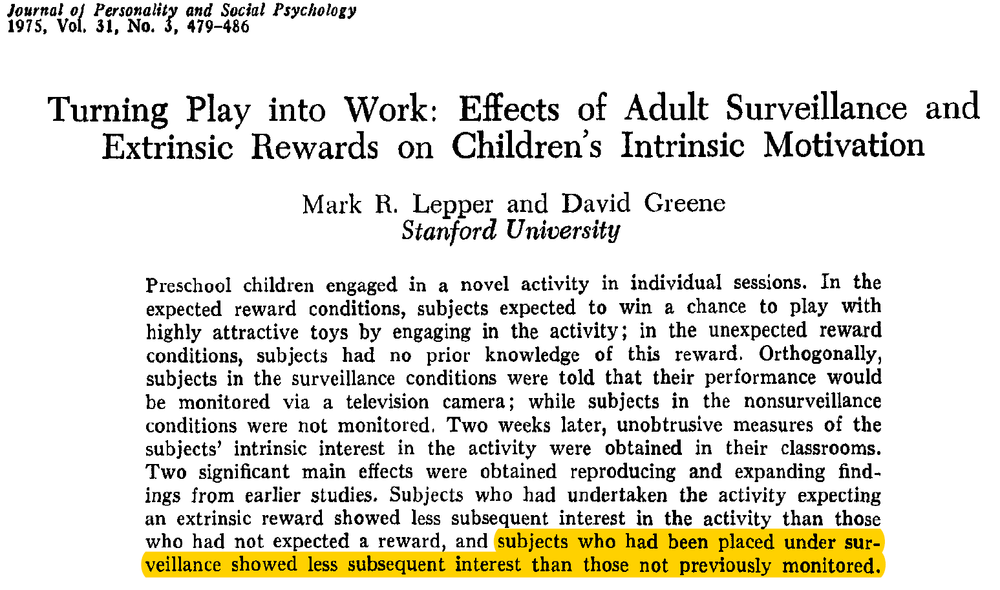 Journal of Personality and Social Psychology
1975, Vol. 31, No. 3, 479–486
Turning Play into Work: Effects of Adult Surveillance and
Extrinsic Rewards on Children's Intrinsic Motivation
Mark R. Lepper and David Greene
Stanford University
Preschool children engaged in a novel activity in individual sessions. In the
expected reward conditions, subjects expected to win a chance to play with
highly attractive toys by engaging in the activity; in the unexpected reward
conditions, subjects had no prior knowledge of this reward. Orthogonally,
subjects in the surveillance conditions were told that their performance would
be monitored via a television camera; while subjects in the nonsurveillance
conditions were not monitored. Two weeks later, unobtrusive measures of the
subjects' intrinsic interest in the activity were obtained in their classrooms.
Two significant main effects were obtained reproducing and expanding find-
ings from earlier studies. Subjects who had undertaken the activity expecting
an extrinsic reward showed less subsequent interest in the activity than those
who had not expected a reward, and subjects who had been placed under sur-
veillance showed less subsequent interest than those not previously monitored.